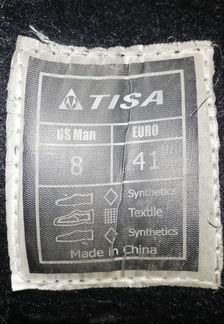 TISA
US Man EURO
8 41
Synthetics
Textile
Synthetics
Made in China